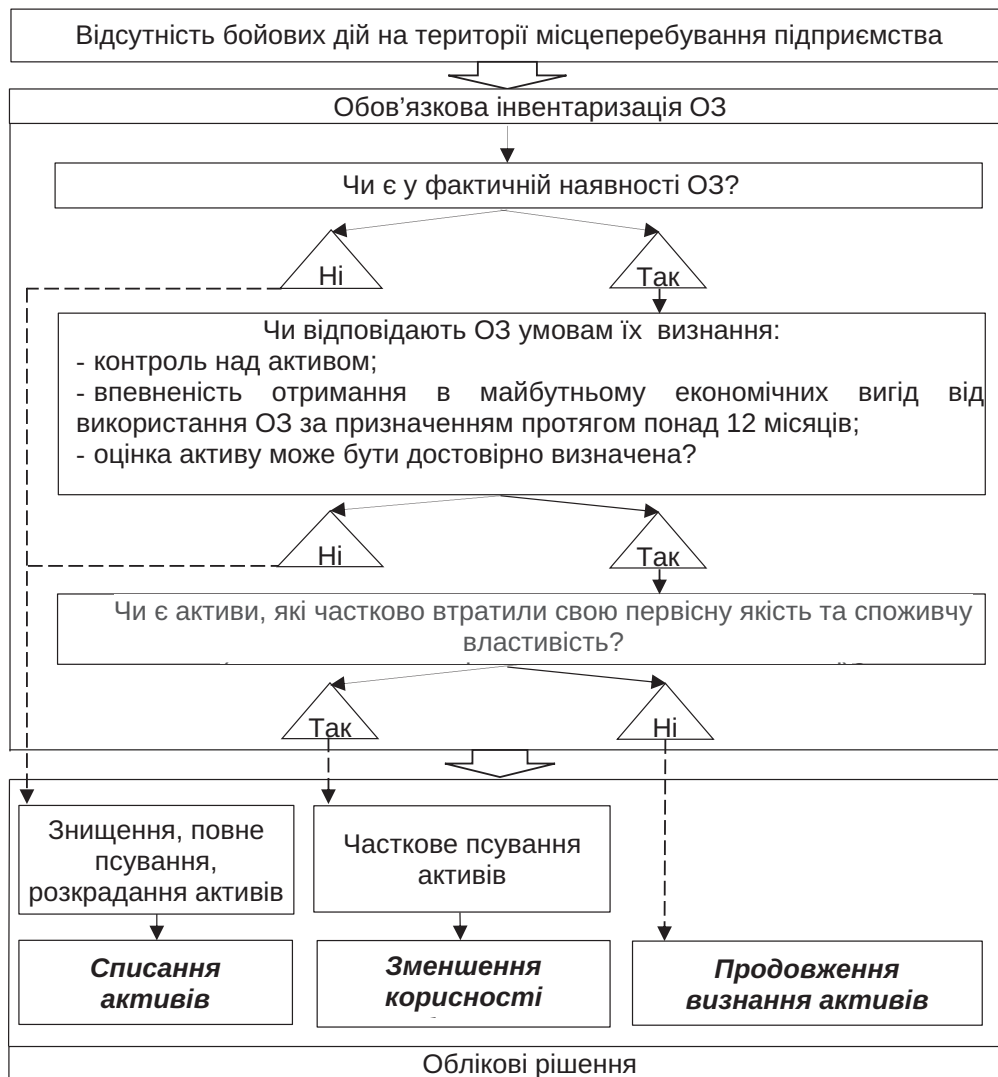 Відсутність бойових дій на території місцеперебування підприємства
Обов’язкова інвентаризація ОЗ
Чи є у фактичній наявності ОЗ?
Ні
Так
Чи відповідають ОЗ умовам їх визнання:
- контроль над активом;
- впевненість отримання в майбутньому економічних вигід від
використання ОЗ за призначенням протягом понад 12 місяців;
- оцінка активу може бути достовірно визначена?
Ні
Так
Чи є активи, які частково втратили свою первісну якість та споживчу
властивість?
Так
Ні
Знищення, повне
псування,
розкрадання активів
Часткове псування
активів
Списання
активів
Зменшення
корисності
Продовження
визнання активів
Облікові рішення